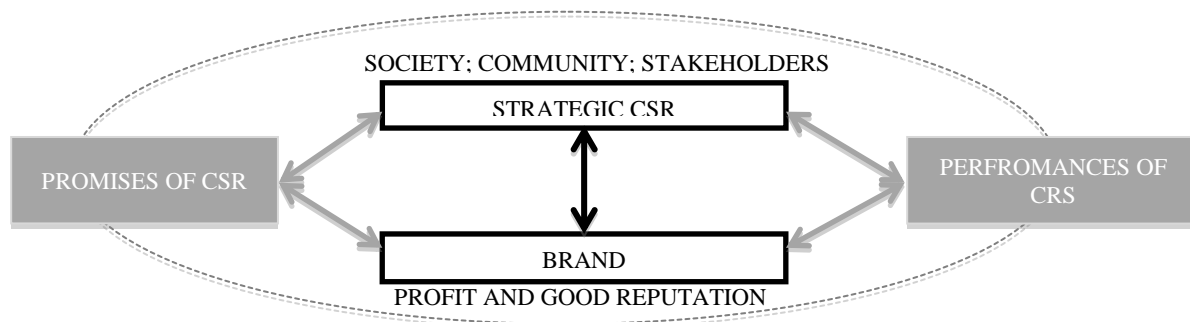 SOCIETY; COMMUNITY; STAKEHOLDERS
STRATEGIC CSR
PROMISES OF CSR
PERFROMANCES OF
CRS
BRAND
PROFIT AND GOOD REPUTATION